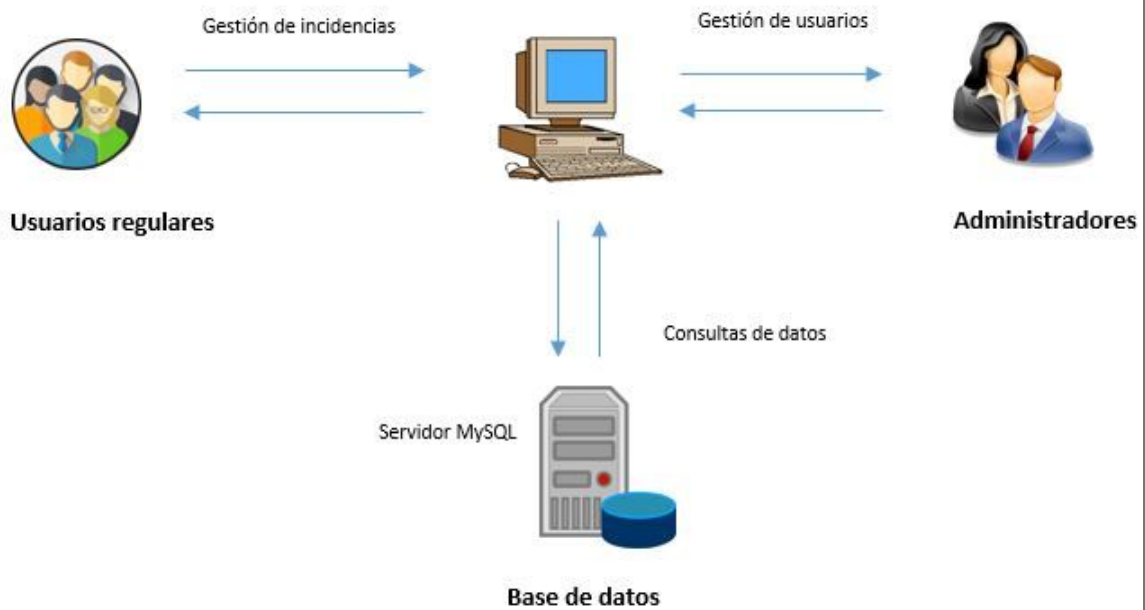 Gestión de incidencias
Gestión de usuarios
Usuarios regulares
Administradores
Consultas de datos
Servidor MySQL
Base de datos